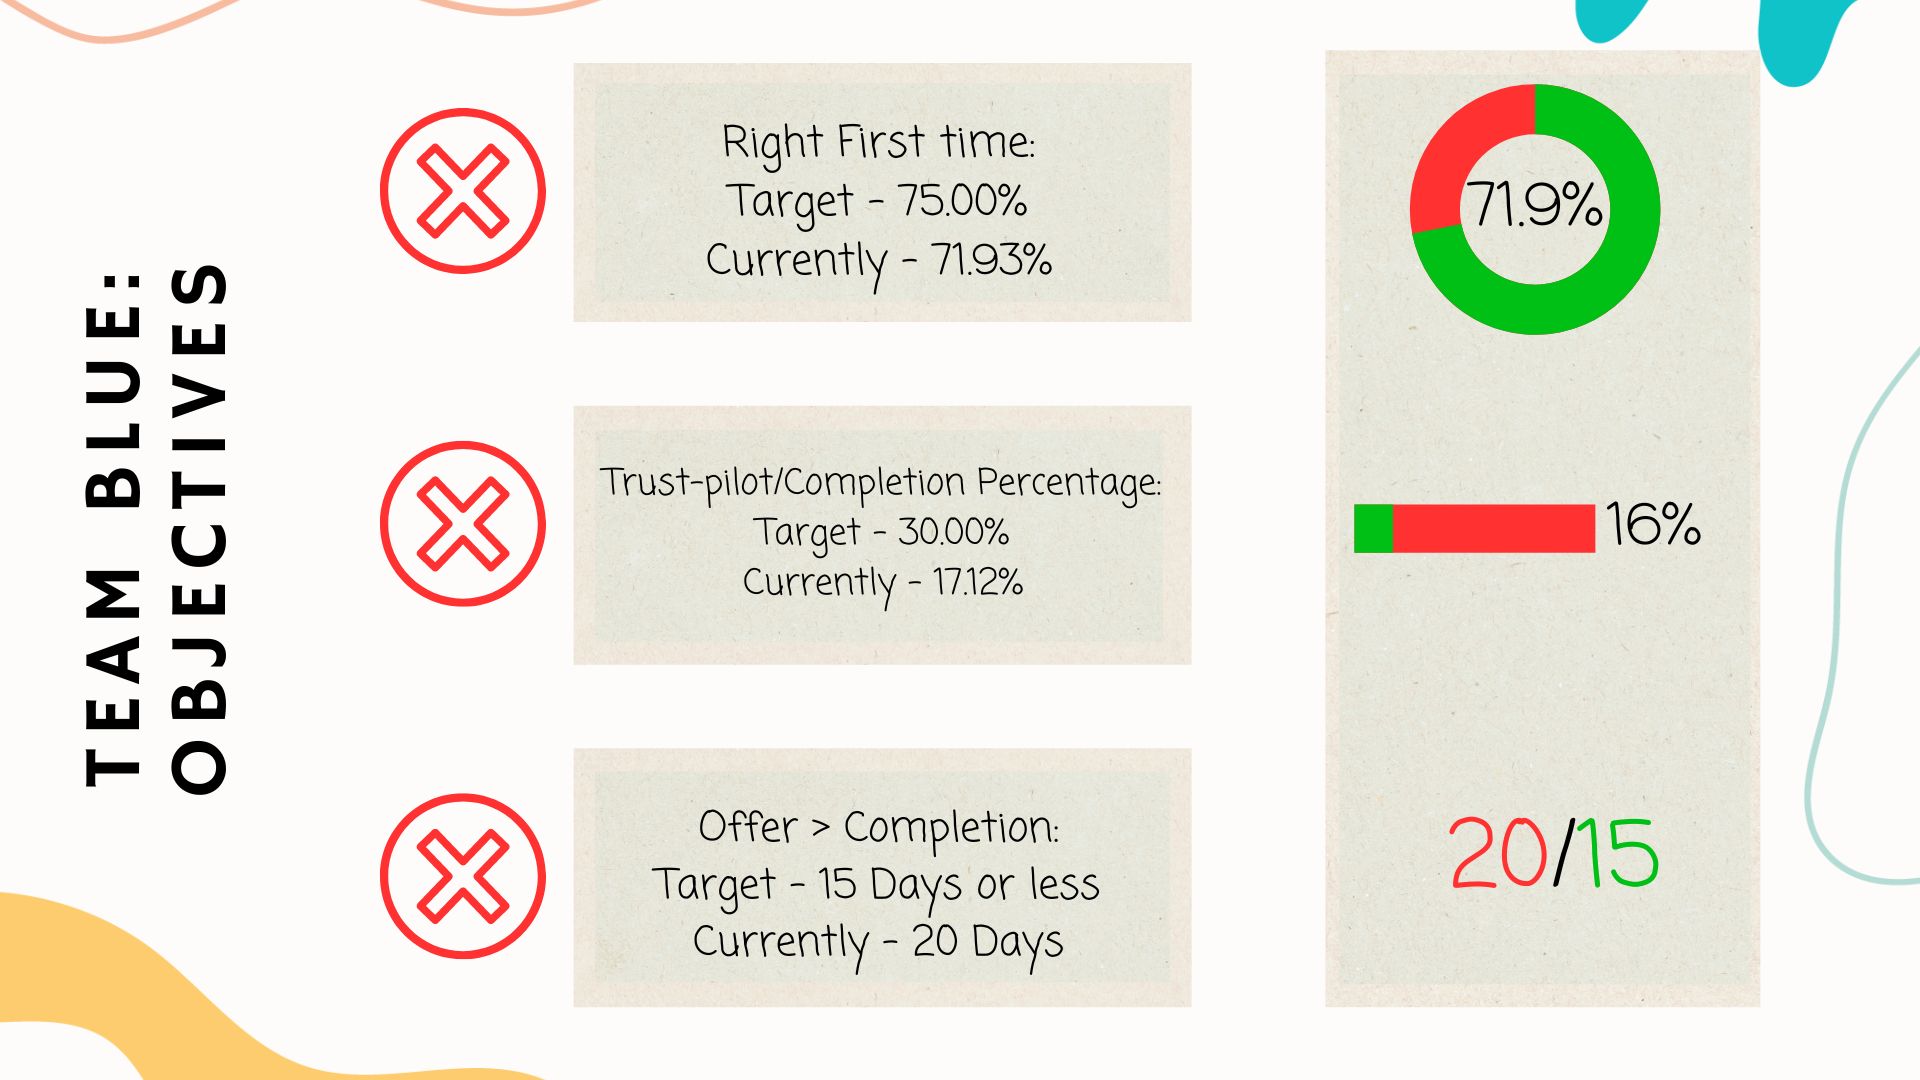 TEAM BLUE:
OBJECTIVES
Right First time:
Target - 75.00%
Currently - 71.93%
71.9%
Trust-pilot/Completion Percentage:
Target - 30.00%
Currently - 17.12%
16%
Offer > Completion:
Target - 15 Days or less
Currently - 20 Days
20/15